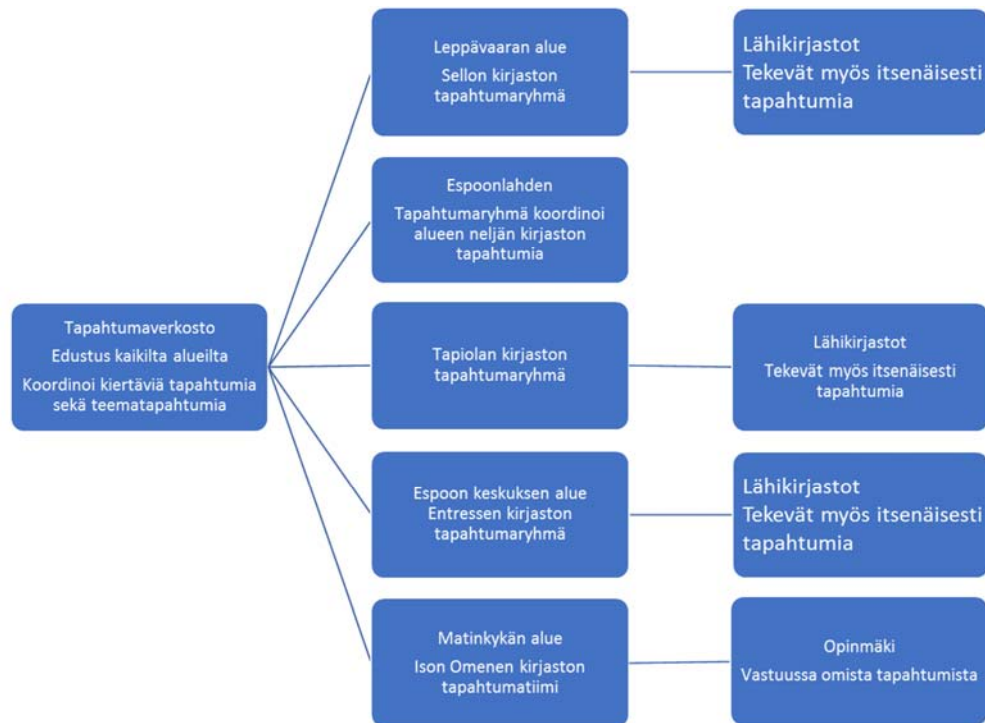 Leppävaaran alue
Sellon kirjaston
tapahtumaryhmä
Lähikirjastot
Tekevät myös itsenäisesti
tapahtumia
Espoonlahden
Tapahtumaryhmä koordinoi
alueen neljän kirjaston
tapahtumia
Tapahtumaverkosto
Edustus kaikilta alueilta
Koordinoi kiertäviä tapahtumia
sekä teematapahtumia
Tapiolan kirjaston
tapahtumaryhmä
Lähikirjastot
Tekevät myös itsenäisesti
tapahtumia
Espoon keskuksen alue
Entressen kirjaston
tapahtumaryhmä
Lähikirjastot
Tekevät myös itsenäisesti
tapahtumia
Matinkykän alue
Ison Omenen kirjaston
tapahtumatiimi
Opinmäki
Vastuussa omista tapahtumista